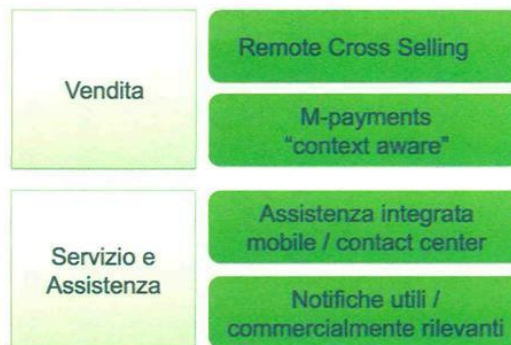 Vendita
Remote Cross Selling
M-payments
“context aware”
Servizio e
Assistenza
Assistenza integrata
mobile / contact center
Notifiche utili /
commercialmente rilevanti